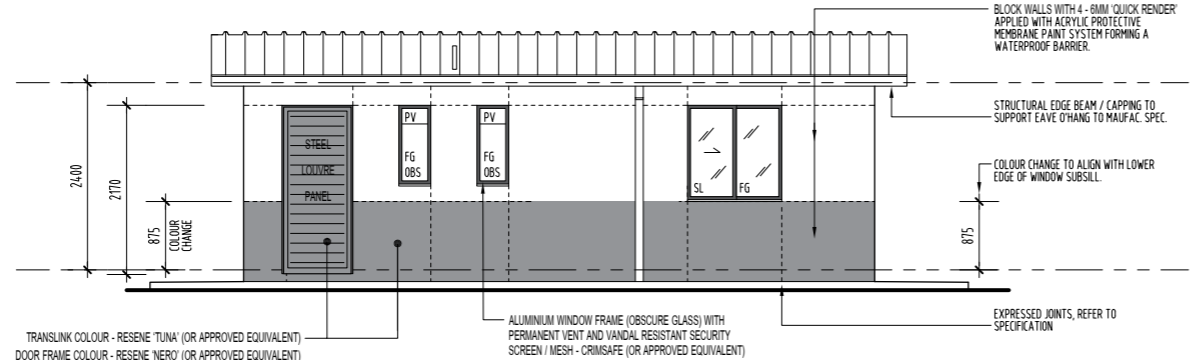 BLOCK WALLS WITH 4 - 6MM 'QUICK RENDER'
APPLIED WITH ACRYLIC PROTECTIVE
MEMBRANE PAINT SYSTEM FORMING A
WATERPROOF BARRIER.
STRUCTURAL EDGE BEAM / CAPPING TO
SUPPORT EAVE O'HANG TO MAUFAC. SPEC.
COLOUR CHANGE TO ALIGN WITH LOWER
EDGE OF WINDOW SUBSILL.
2400
2170
875
COLOUR
CHANGE
STEEL
LOUVRE
PANEL
PV
FG
OBS
PV
FG
OBS
SL
FG
875
EXPRESSED JOINTS, REFER TO
SPECIFICATION
TRANSLINK COLOUR - RESENE 'TUNA' (OR APPROVED EQUIVALENT)
DOOR FRAME COLOUR - RESENE 'NERO' (OR APPROVED EQUIVALENT)
ALUMINIUM WINDOW FRAME (OBSCURE GLASS) WITH
PERMANENT VENT AND VANDAL RESISTANT SECURITY
SCREEN / MESH - CRIMSAFE (OR APPROVED EQUIVALENT)